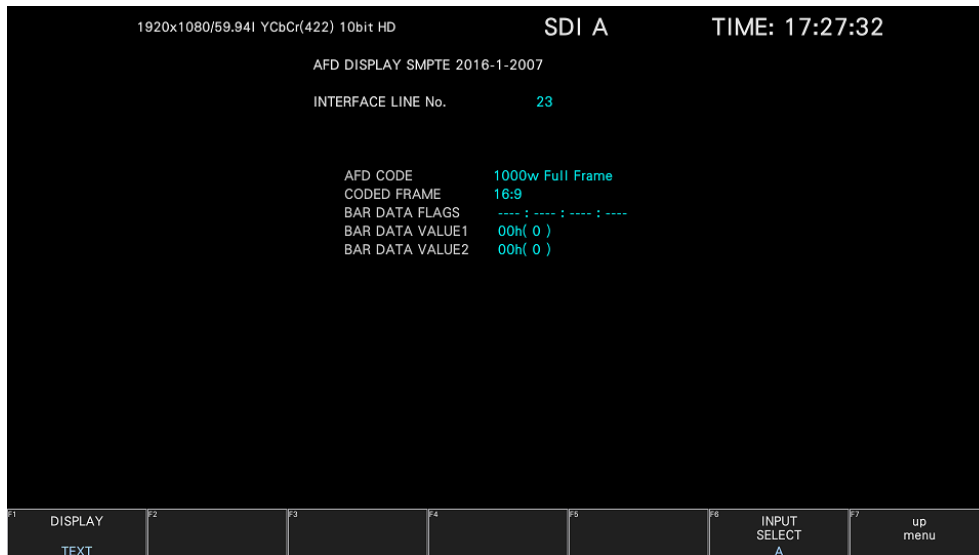 1920x1080/59.94I YCbCr(422) 10bit HD SDI A TIME: 17:27:32
AFD DISPLAY SMPTE 2016-1-2007
INTERFACE LINE No. 23
AFD CODE 1000w Full Frame
CODED FRAME 16:9
BAR DATA FLAGS ---- : ---- : ---- : ----
BAR DATA VALUE1 00h( 0 )
BAR DATA VALUE2 00h( 0 )
F1 DISPLAY TEXT
F2
F3
F4
F5
F6 INPUT SELECT A
F7 up menu